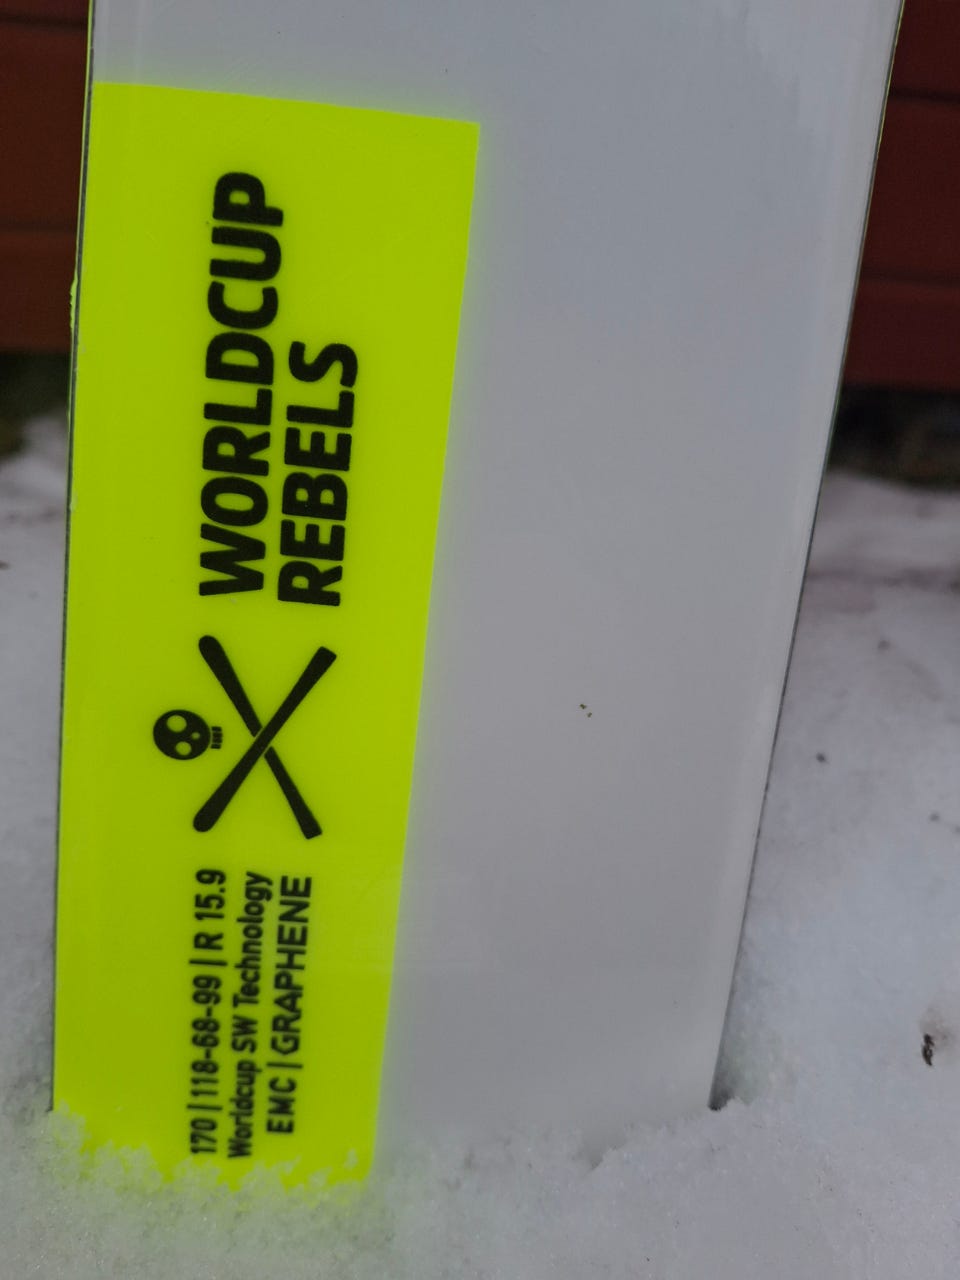 WORLDCUP
REBELS
170 | 118-68-99 | R 15.9
Worldcup SW Technology
EMC | GRAPHENE